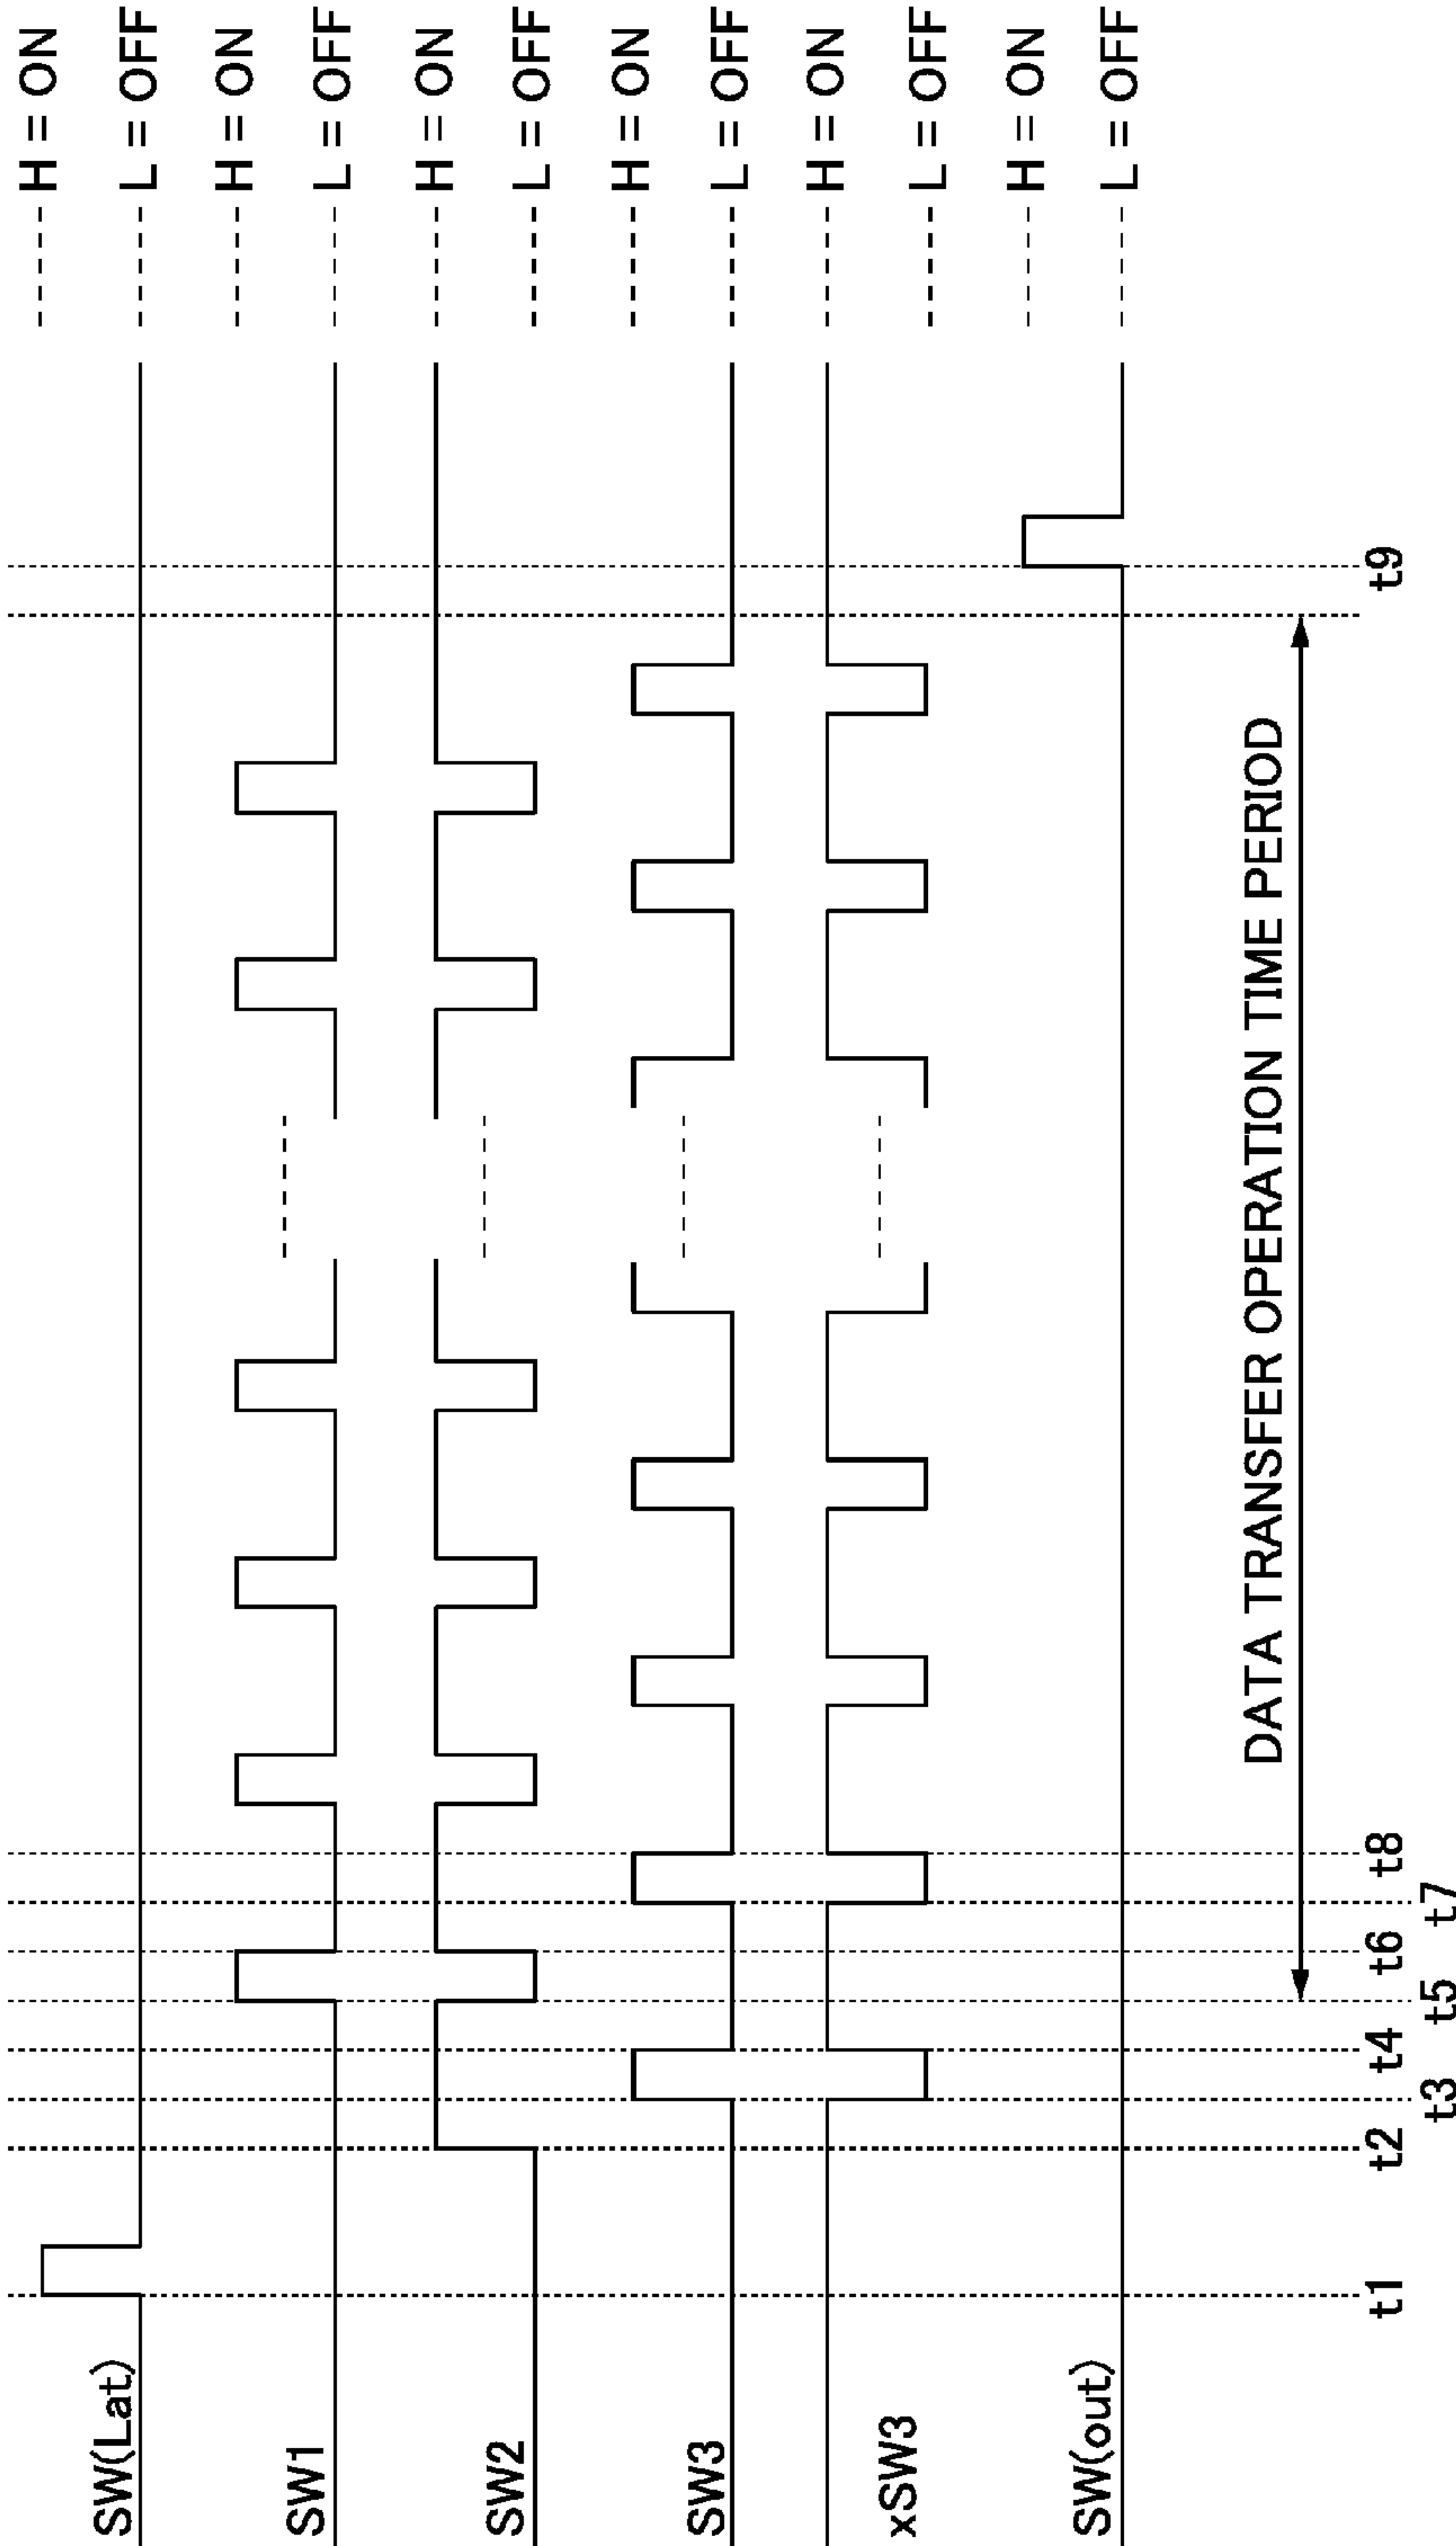 SW(Lat)
H = ON
L = OFF
SW1
H = ON
L = OFF
SW2
H = ON
L = OFF
SW3
H = ON
L = OFF
xSW3
H = ON
L = OFF
SW(out)
H = ON
L = OFF
DATA TRANSFER OPERATION TIME PERIOD
t1 t2 t4 t6 t8 t9
t3 t5 t7